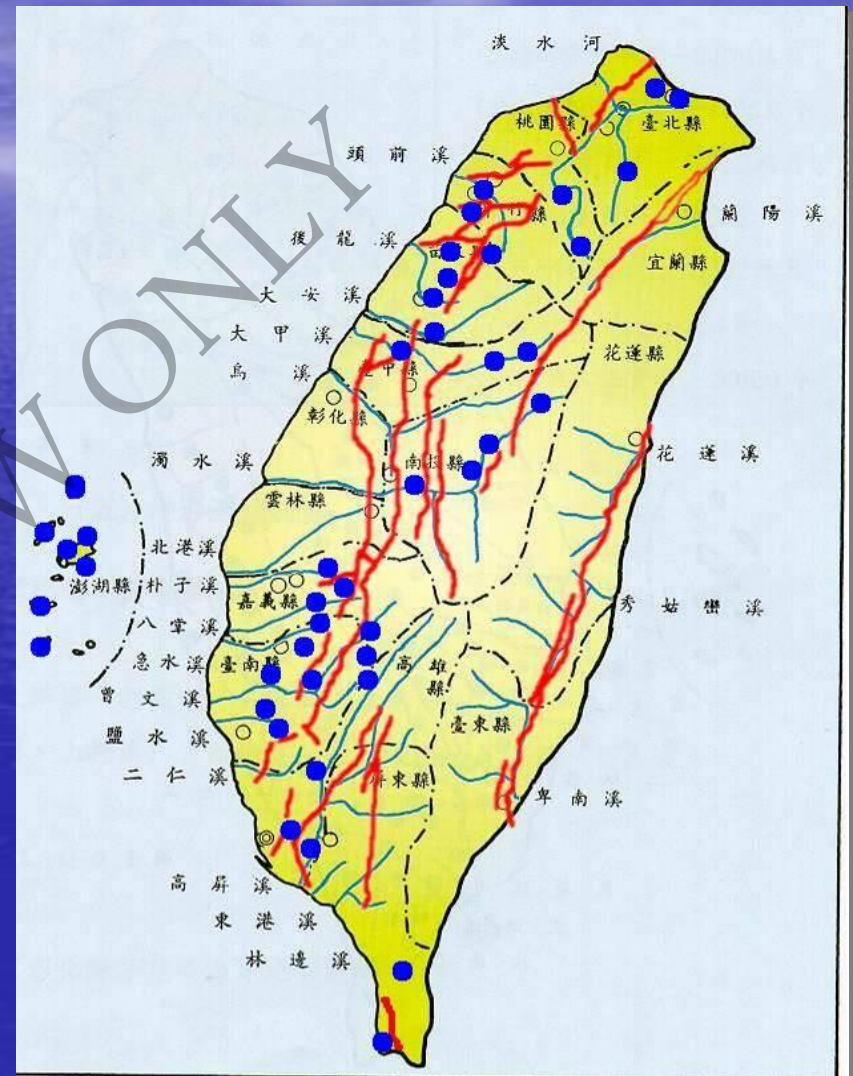 淡水河
桃園縣
臺北縣
頭前溪
竹縣
蘭陽溪
後龍溪
宜蘭縣
大安溪
大甲溪
花蓮縣
烏溪
彰化縣
濁水溪
南投縣
花蓮溪
雲林縣
北港溪
澎湖縣
朴子溪
嘉義縣
秀姑巒溪
八掌溪
急水溪
臺南縣
高雄縣
曾文溪
臺東縣
鹽水溪
二仁溪
屏東縣
卑南溪
高屏溪
東港溪
林邊溪
W ONLY